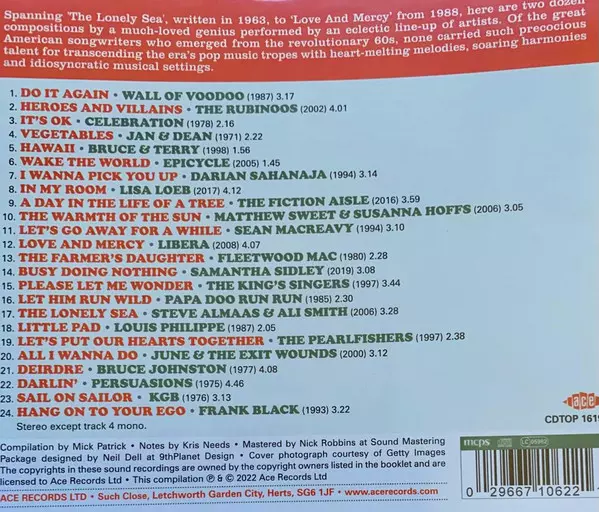 Spanning 'The Lonely Sea', written in 1963, to 'Love And Mercy' from 1988, here are two dozen
compositions by a much-loved genius performed by an eclectic line-up of artists. Of the great
American songwriters who emerged from the revolutionary 60s, none carried such precocious
talent for transcending the era's pop music tropes with heart-melting melodies, soaring harmonies
and idiosyncratic musical settings.
1. DO IT AGAIN • WALL OF VOODOO (1987) 3.17
2. HEROES AND VILLAINS • THE RUBINOOS (2002) 4.01
3. IT'S OK • CELEBRATION (1978) 2.16
4. VEGETABLES • JAN & DEAN (1971) 2.22
5. HAWAII • BRUCE & TERRY (1998) 1.56
6. WAKE THE WORLD • EPICYCLE (2005) 1.45
7. I WANNA PICK YOU UP • DARIAN SAHANAJA (1994) 3.14
8. IN MY ROOM • LISA LOEB (2017) 4.12
9. A DAY IN THE LIFE OF A TREE • THE FICTION AISLE (2016) 3.59
10. THE WARMTH OF THE SUN • MATTHEW SWEET & SUSANNA HOFFS (2006) 3.05
11. LET'S GO AWAY FOR A WHILE • SEAN MACREAVY (1994) 3.10
12. LOVE AND MERCY • LIBERA (2008) 4.07
13. THE FARMER'S DAUGHTER • FLEETWOOD MAC (1980) 2.28
14. BUSY DOING NOTHING • SAMANTHA SIDLEY (2019) 3.08
15. PLEASE LET ME WONDER • THE KING'S SINGERS (1997) 3.44
16. LET HIM RUN WILD • PAPA DOO RUN RUN (1985) 2.30
17. THE LONELY SEA • STEVE ALMAAS & ALI SMITH (2006) 3.28
18. LITTLE PAD • LOUIS PHILIPPE (1987) 2.05
19. LET'S PUT OUR HEARTS TOGETHER • THE PEARLFISHERS (1997) 2.38
20. ALL I WANNA DO • JUNE & THE EXIT WOUNDS (2000) 3.12
21. DEIRDRE • BRUCE JOHNSTON (1977) 4.08
22. DARLIN' • PERSUASIONS (1975) 4.46
23. SAIL ON SAILOR • KGB (1976) 3.13
24. HANG ON TO YOUR EGO • FRANK BLACK (1993) 3.22
Stereo except track 4 mono.
ace
CDTOP 1619
Compilation by Mick Patrick • Notes by Kris Needs • Mastered by Nick Robbins at Sound Mastering
Package designed by Neil Dell at 9thPlanet Design • Cover photograph courtesy of Getty Images
The copyrights in these sound recordings are owned by the copyright owners listed in the booklet and are
licensed to Ace Records Ltd • This compilation ℗ & © 2022 Ace Records Ltd
ACE RECORDS LTD • Such Close, Letchworth Garden City, Herts, SG6 1JF • www.acerecords.com
mcps
0 29667 10622